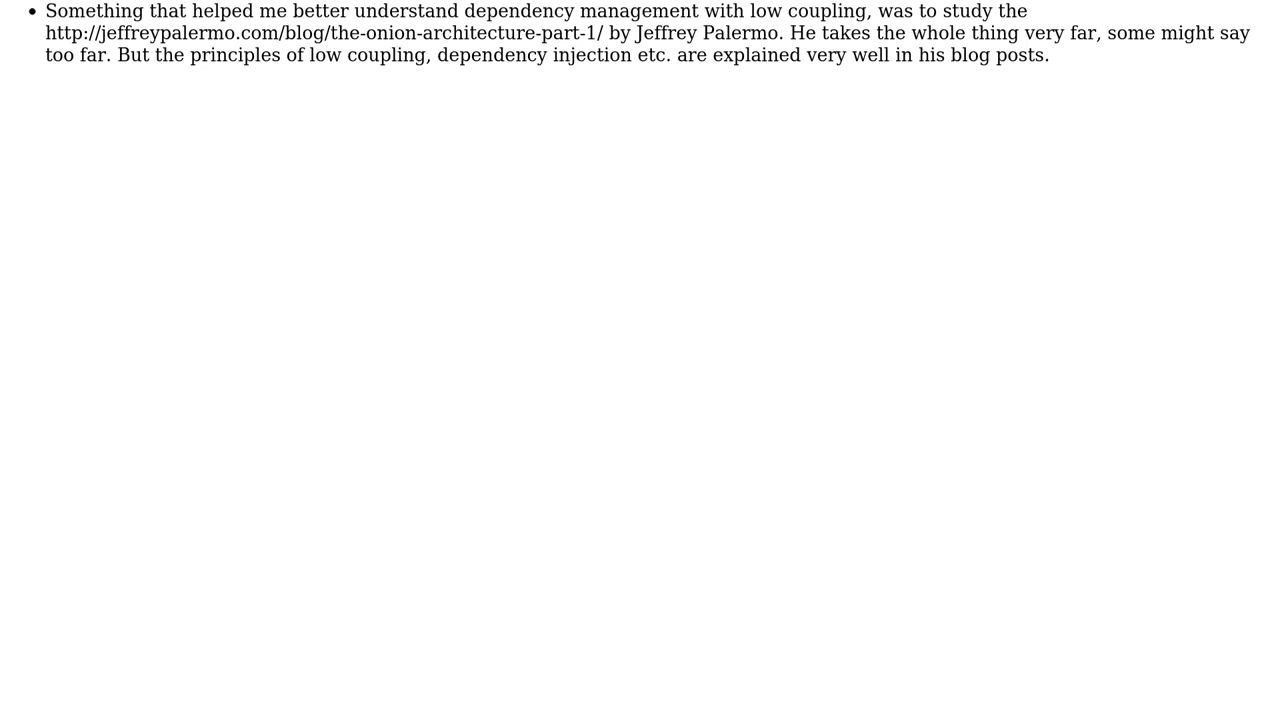 • Something that helped me better understand dependency management with low coupling, was to study the
http://jeffreypalermo.com/blog/the-onion-architecture-part-1/ by Jeffrey Palermo. He takes the whole thing very far, some might say
too far. But the principles of low coupling, dependency injection etc. are explained very well in his blog posts.